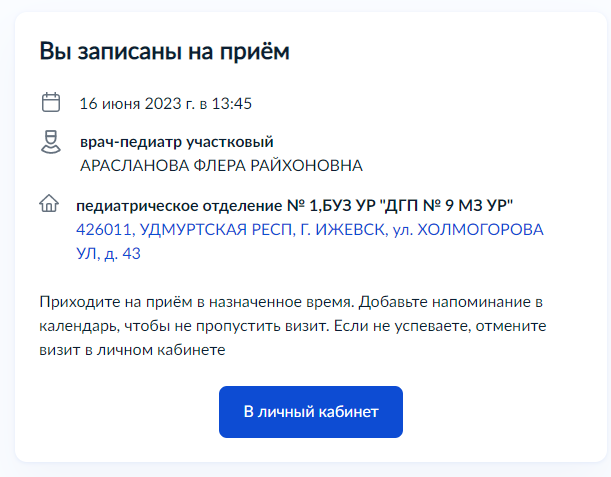 Вы записаны на приём
16 июня 2023 г. в 13:45
врач-педиатр участковый
АРАСЛАНОВА ФЛЕРА РАЙХОНОВНА
педиатрическое отделение № 1,БУЗ УР "ДГП № 9 МЗ УР"
426011, УДМУРТСКАЯ РЕСП, Г. ИЖЕВСК, ул. ХОЛМОГОРОВА
УЛ, д. 43
Приходите на приём в назначенное время. Добавьте напоминание в
календарь, чтобы не пропустить визит. Если не успеваете, отмените
визит в личном кабинете
В личный кабинет